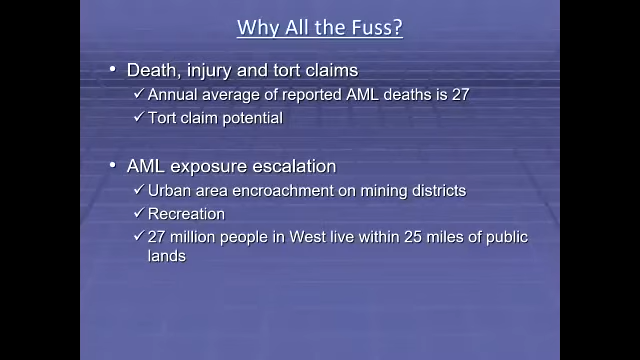 Why All the Fuss?
• Death, injury and tort claims
✓Annual average of reported AML deaths is 27
✓Tort claim potential
• AML exposure escalation
✓Urban area encroachment on mining districts
✓Recreation
✓27 million people in West live within 25 miles of public
lands